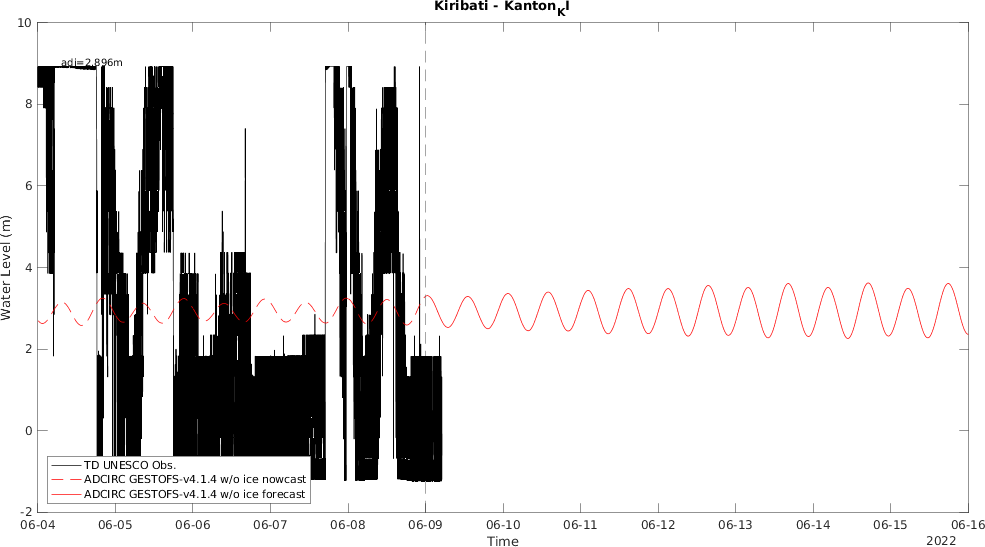 Kiribati - Kanton_KI
adj=2.896m
10
8
6
4
2
0
-2
Water Level (m)
TD UNESCO Obs.
ADCIRC GESTOFS-v4.1.4 w/o ice nowcast
ADCIRC GESTOFS-v4.1.4 w/o ice forecast
06-04 06-05 06-06 06-07 06-08 06-09 06-10 06-11 06-12 06-13 06-14 06-15 06-16
Time
2022